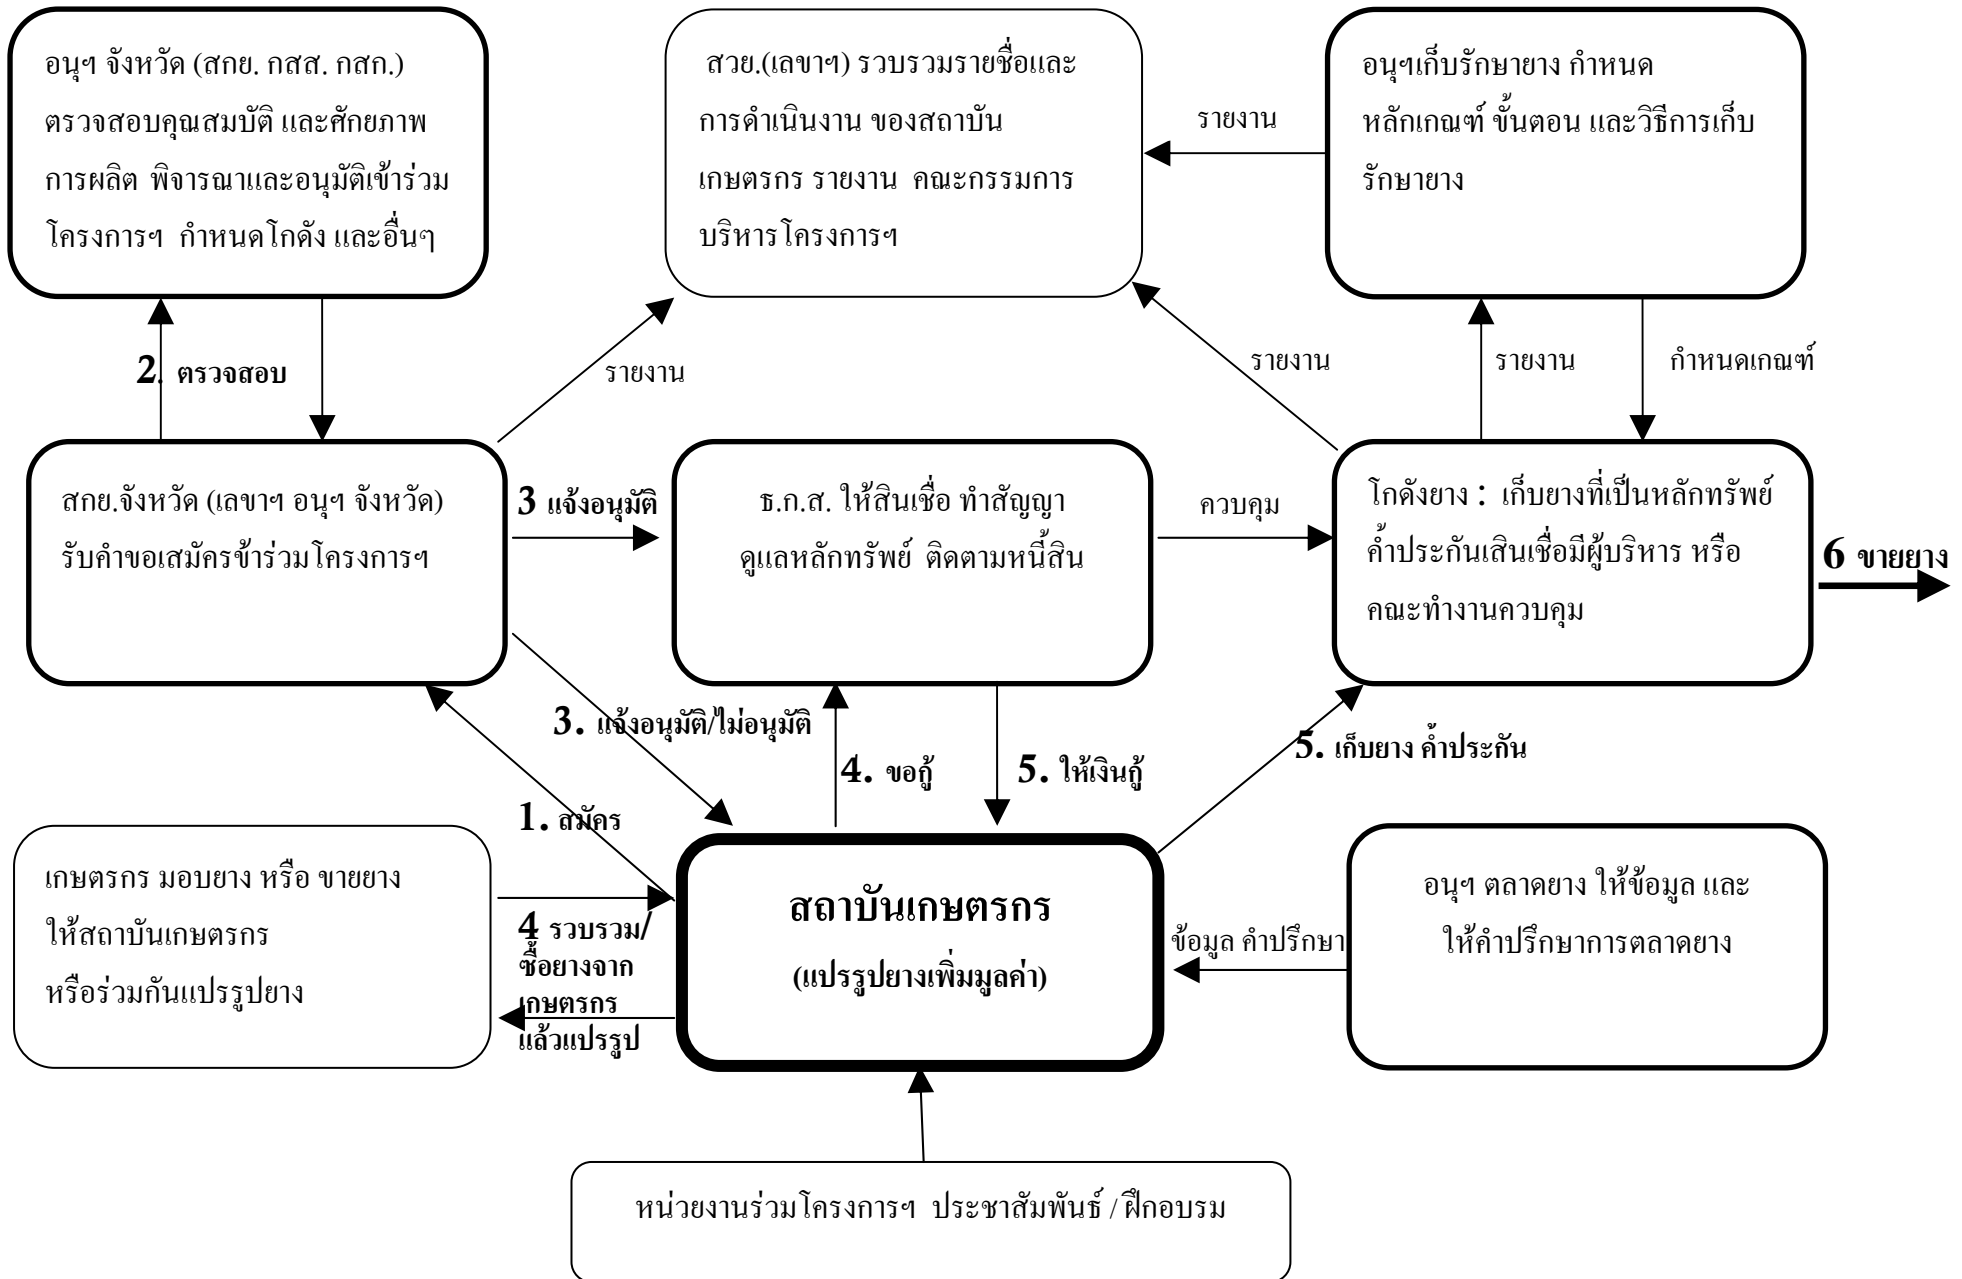 อนุฯ จังหวัด (สกย. กสส. กสก.)
ตรวจสอบคุณสมบัติ และศักยภาพ
การผลิต พิจารณาและอนุมัติเข้าร่วม
โครงการฯ กำหนดโกดัง และอื่นๆ
สวย.(เลขาฯ) รวบรวมรายชื่อและ
การดำเนินงาน ของสถาบัน
เกษตรกร รายงาน คณะกรรมการ
บริหารโครงการฯ
รายงาน
อนุฯเก็บรักษายาง กำหนด
หลักเกณฑ์ ขั้นตอน และวิธีการเก็บ
รักษายาง
2. ตรวจสอบ
รายงาน
รายงาน
รายงาน
กำหนดเกณฑ์
สกย.จังหวัด (เลขาฯ อนุฯ จังหวัด)
รับคำขอเสมัครข้าร่วมโครงการฯ
3 แจ้งอนุมัติ
ธ.ก.ส. ให้สินเชื่อ ทำสัญญา
ดูแลหลักทรัพย์ ติดตามหนี้สิน
ควบคุม
โกดังยาง : เก็บยางที่เป็นหลักทรัพย์
ค้ำประกันเสินเชื่อมีผู้บริหาร หรือ
คณะทำงานควบคุม
6 ขายยาง
3. แจ้งอนุมัติ/ไม่อนุมัติ
4. ขอกู้
5. ให้เงินกู้
5. เก็บยาง ค้ำประกัน
1. สมัคร
เกษตรกร มอบยาง หรือ ขายยาง
ให้สถาบันเกษตรกร
หรือร่วมกันแปรรูปยาง
4 รวบรวม/
ซื้อยางจาก
เกษตรกร
แล้วแปรรูป
สถาบันเกษตรกร
(แปรรูปยางเพิ่มมูลค่า)
ข้อมูล คำปรึกษา
อนุฯ ตลาดยาง ให้ข้อมูล และ
ให้คำปรึกษาการตลาดยาง
หน่วยงานร่วมโครงการฯ ประชาสัมพันธ์ / ฝึกอบรม